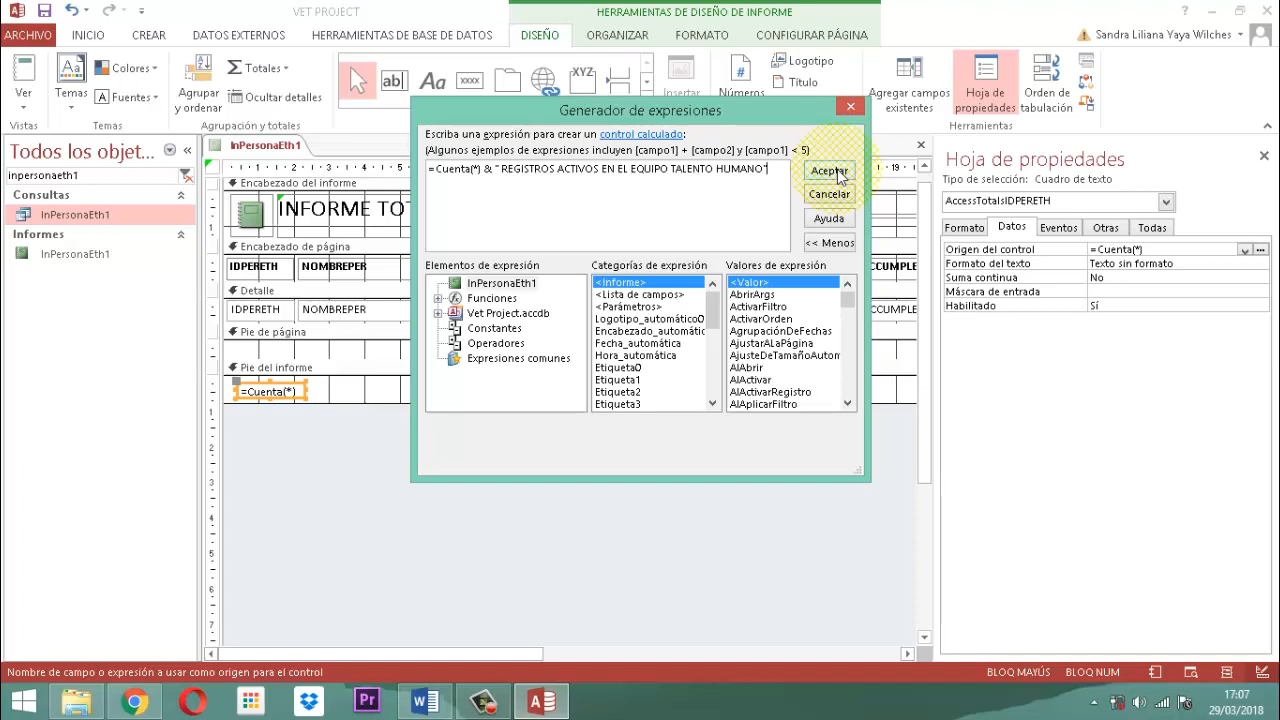 VET PROJECT
HERRAMIENTAS DE DISEÑO DE INFORME
Sandra Liliana Yaya Wilches
ARCHIVO
INICIO
CREAR
DATOS EXTERNOS
HERRAMIENTAS DE BASE DE DATOS
DISEÑO
ORGANIZAR
FORMATO
CONFIGURAR PÁGINA
Ver
Temas
Colores
Fuentes
Agrupar y ordenar
Totales
Ocultar detalles
ab|
Aa
xxxx
XYZ
Insertar
Números
Logotipo
Título
Agregar campos existentes
Hoja de propiedades
Orden de tabulación
Vistas
Temas
Agrupación y totales
Herramientas
Todos los objet...
inpersonaeth1
Consultas
InPersonaEth1
Informes
InPersonaEth1
InPersonaEth1
Encabezado del informe
INFORME TOT
Encabezado de página
IDPERETH
NOMBREPER
CCUMPLE
Detalle
IDPERETH
NOMBREPER
CCUMPLE
Pie de página
Pie del informe
=Cuenta(*)
Generador de expresiones
Escriba una expresión para crear un control calculado:
(Algunos ejemplos de expresiones incluyen [campo1] + [campo2] y [campo1] < 5)
=Cuenta(*) & " REGISTROS ACTIVOS EN EL EQUIPO TALENTO HUMANO"
Aceptar
Cancelar
Ayuda
<< Menos
Elementos de expresión
InPersonaEth1
Funciones
Vet Project.accdb
Constantes
Operadores
Expresiones comunes
Categorías de expresión
<Informe>
<Lista de campos>
<Parámetros>
Logotipo_automático0
Encabezado_automátic
Fecha_automática
Hora_automática
Etiqueta0
Etiqueta1
Etiqueta2
Etiqueta3
Valores de expresión
<Valor>
AbrirArgs
ActivarFiltro
ActivarOrden
AgrupaciónDeFechas
AjustarALaPágina
AjusteDeTamañoAutom
AlAbrir
AlActivar
AlActivarRegistro
AlAplicarFiltro
Hoja de propiedades
Tipo de selección: Cuadro de texto
AccessTotalsIDPERETH
Formato
Datos
Eventos
Otras
Todas
Origen del control =Cuenta(*)
Formato del texto Texto sin formato
Suma continua No
Máscara de entrada
Habilitado Sí
Nombre de campo o expresión a usar como origen para el control
BLOQ MAYÚS
BLOQ NUM
Pr
17:07
29/03/2018